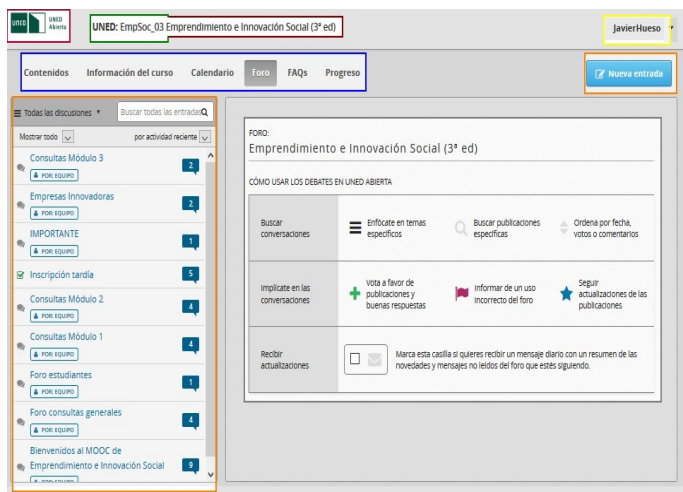 UNED
UNED
Abierta
UNED: EmpSoc_03 Emprendimiento e Innovación Social (3ª ed)
JavierHueso
Contenidos Información del curso Calendario Foro FAQs Progreso
Nueva entrada
Todas las discusiones
Buscar todas las entradas
Mostrar todo
por actividad reciente
Consultas Módulo 3
2
POR: EQUIPO
Empresas Innovadoras
2
POR: EQUIPO
IMPORTANTE
1
POR: EQUIPO
Inscripción tardía
5
Consultas Módulo 2
4
POR: EQUIPO
Consultas Módulo 1
4
POR: EQUIPO
Foro estudiantes
1
POR: EQUIPO
Foro consultas generales
4
POR: EQUIPO
Bienvenidos al MOOC de
Emprendimiento e Innovación Social
9
POR: EQUIPO
FORO:
Emprendimiento e Innovación Social (3ª ed)
CÓMO USAR LOS DEBATES EN UNED ABIERTA
Buscar
conversaciones
Enfócate en temas
específicos
Buscar publicaciones
específicas
Ordena por fecha,
votos o comentarios
Implícate en las
conversaciones
Vota a favor de
publicaciones y
buenas respuestas
Informar de un uso
incorrecto del foro
Seguir
actualizaciones de las
publicaciones
Recibir
actualizaciones
Marca esta casilla si quieres recibir un mensaje diario con un resumen de las
novedades y mensajes no leídos del foro que estés siguiendo.